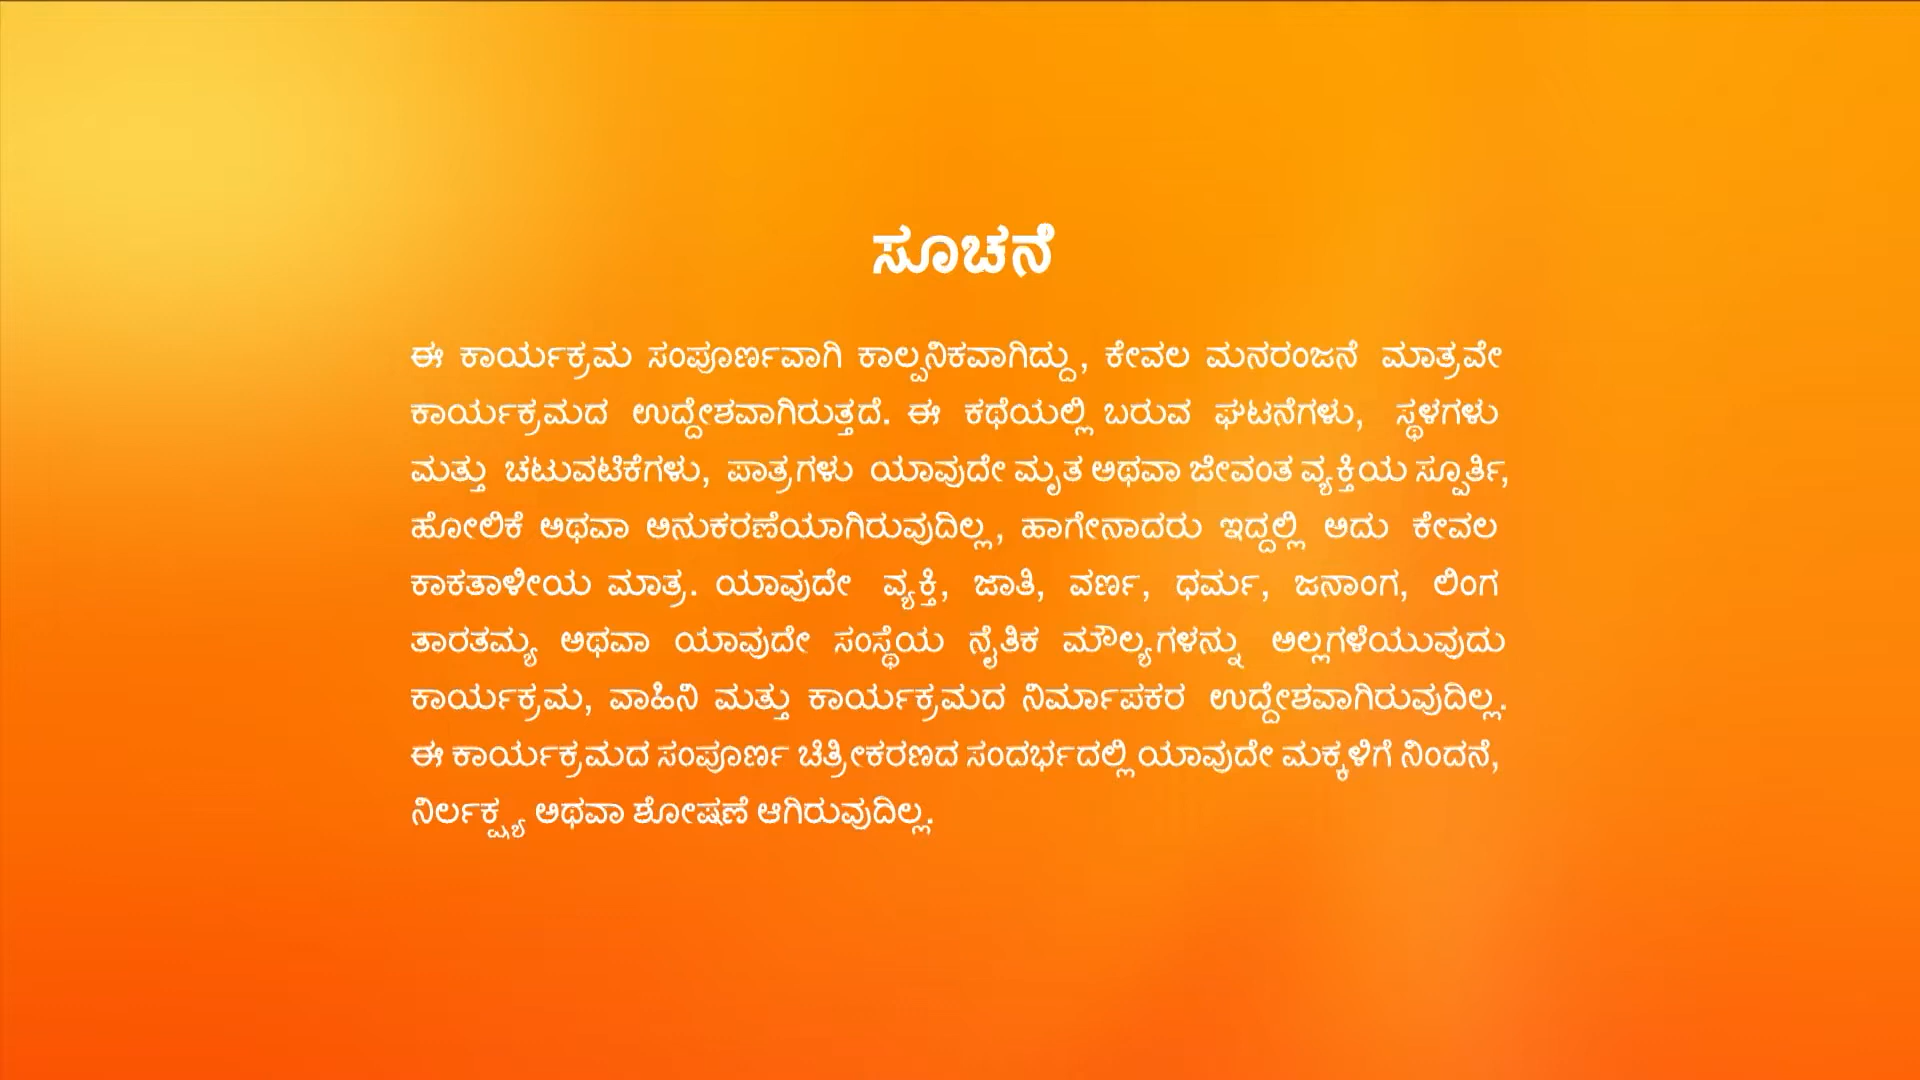 ಸೂಚನೆ
ಈ ಕಾರ್ಯಕ್ರಮ ಸಂಪೂರ್ಣವಾಗಿ ಕಾಲ್ಪನಿಕವಾಗಿದ್ದು, ಕೇವಲ ಮನರಂಜನೆ ಮಾತ್ರವೇ
ಕಾರ್ಯಕ್ರಮದ ಉದ್ದೇಶವಾಗಿರುತ್ತದೆ. ಈ ಕಥೆಯಲ್ಲಿ ಬರುವ ಘಟನೆಗಳು, ಸ್ಥಳಗಳು
ಮತ್ತು ಚಟುವಟಿಕೆಗಳು, ಪಾತ್ರಗಳು ಯಾವುದೇ ಮೃತ ಅಥವಾ ಜೀವಂತ ವ್ಯಕ್ತಿಯ ಸ್ಪೂರ್ತಿ,
ಹೋಲಿಕೆ ಅಥವಾ ಅನುಕರಣೆಯಾಗಿರುವುದಿಲ್ಲ, ಹಾಗೇನಾದರು ಇದ್ದಲ್ಲಿ ಅದು ಕೇವಲ
ಕಾಕತಾಳೀಯ ಮಾತ್ರ. ಯಾವುದೇ ವ್ಯಕ್ತಿ, ಜಾತಿ, ವರ್ಣ, ಧರ್ಮ, ಜನಾಂಗ, ಲಿಂಗ
ತಾರತಮ್ಯ ಅಥವಾ ಯಾವುದೇ ಸಂಸ್ಥೆಯ ನೈತಿಕ ಮೌಲ್ಯಗಳನ್ನು ಅಲ್ಲಗಳೆಯುವುದು
ಕಾರ್ಯಕ್ರಮ, ವಾಹಿನಿ ಮತ್ತು ಕಾರ್ಯಕ್ರಮದ ನಿರ್ಮಾಪಕರ ಉದ್ದೇಶವಾಗಿರುವುದಿಲ್ಲ.
ಈ ಕಾರ್ಯಕ್ರಮದ ಸಂಪೂರ್ಣ ಚಿತ್ರೀಕರಣದ ಸಂದರ್ಭದಲ್ಲಿ ಯಾವುದೇ ಮಕ್ಕಳಿಗೆ ನಿಂದನೆ,
ನಿರ್ಲಕ್ಷ್ಯ ಅಥವಾ ಶೋಷಣೆ ಆಗಿರುವುದಿಲ್ಲ.